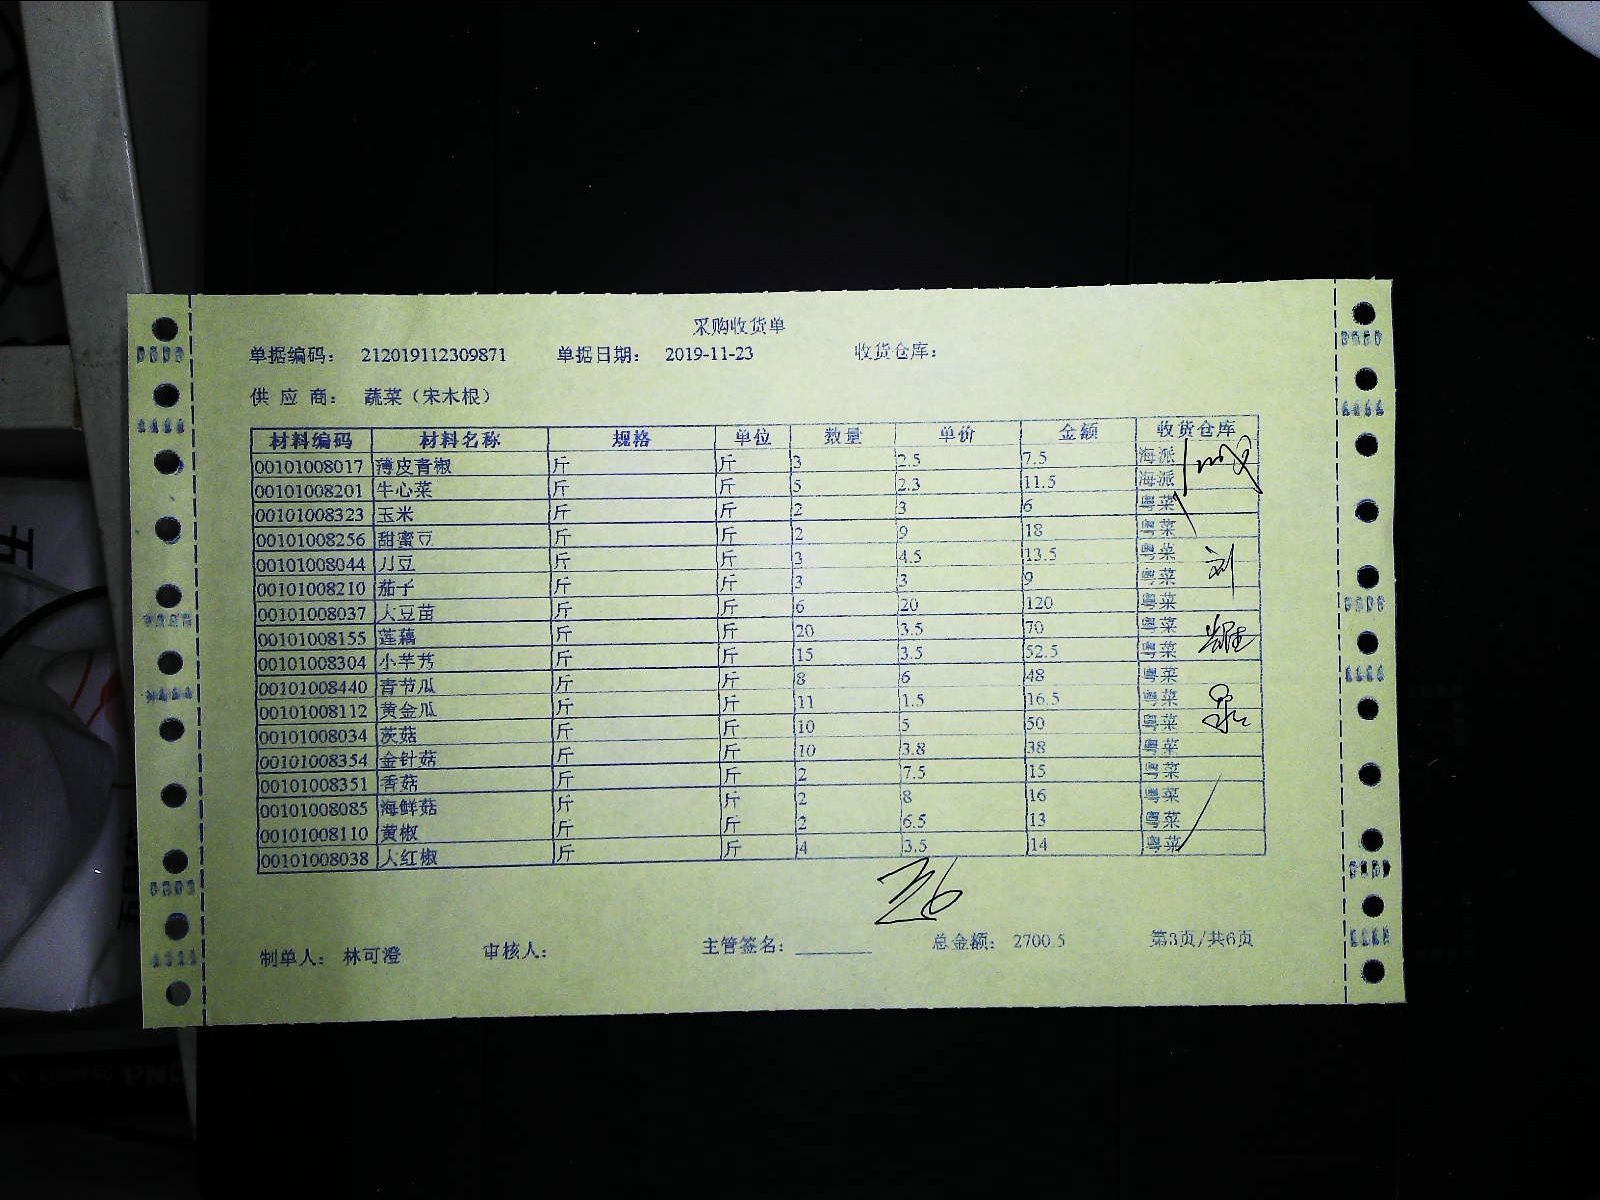 采购收货单
单据编码： 212019112309871 单据日期： 2019-11-23 收货仓库：
供 应 商： 蔬菜（宋木根）
材料编码 材料名称 规格 单位 数量 单价 金额 收货仓库
00101008017 薄皮青椒 斤 斤 3 2.5 7.5 海派
00101008201 牛心菜 斤 斤 5 2.3 11.5 海派
00101008323 玉米 斤 斤 2 3 6 粤菜
00101008256 甜蜜豆 斤 斤 2 9 18 粤菜
00101008044 刀豆 斤 斤 3 4.5 13.5 粤菜
00101008210 茄子 斤 斤 3 3 9 粤菜
00101008037 大豆苗 斤 斤 6 20 120 粤菜
00101008155 莲藕 斤 斤 20 3.5 70 粤菜
00101008304 小芋艿 斤 斤 15 3.5 52.5 粤菜
00101008440 青节瓜 斤 斤 8 6 48 粤菜
00101008112 黄金瓜 斤 斤 11 1.5 16.5 粤菜
00101008034 茨菇 斤 斤 10 5 50 粤菜
00101008354 金针菇 斤 斤 10 3.8 38 粤菜
00101008351 香菇 斤 斤 2 7.5 15 粤菜
00101008085 海鲜菇 斤 斤 2 8 16 粤菜
00101008110 黄椒 斤 斤 2 6.5 13 粤菜
00101008038 大红椒 斤 斤 4 3.5 14 粤菜
刘
制单人： 林可澄 审核人： 主管签名： 总金额： 2700.5 第3页/共6页